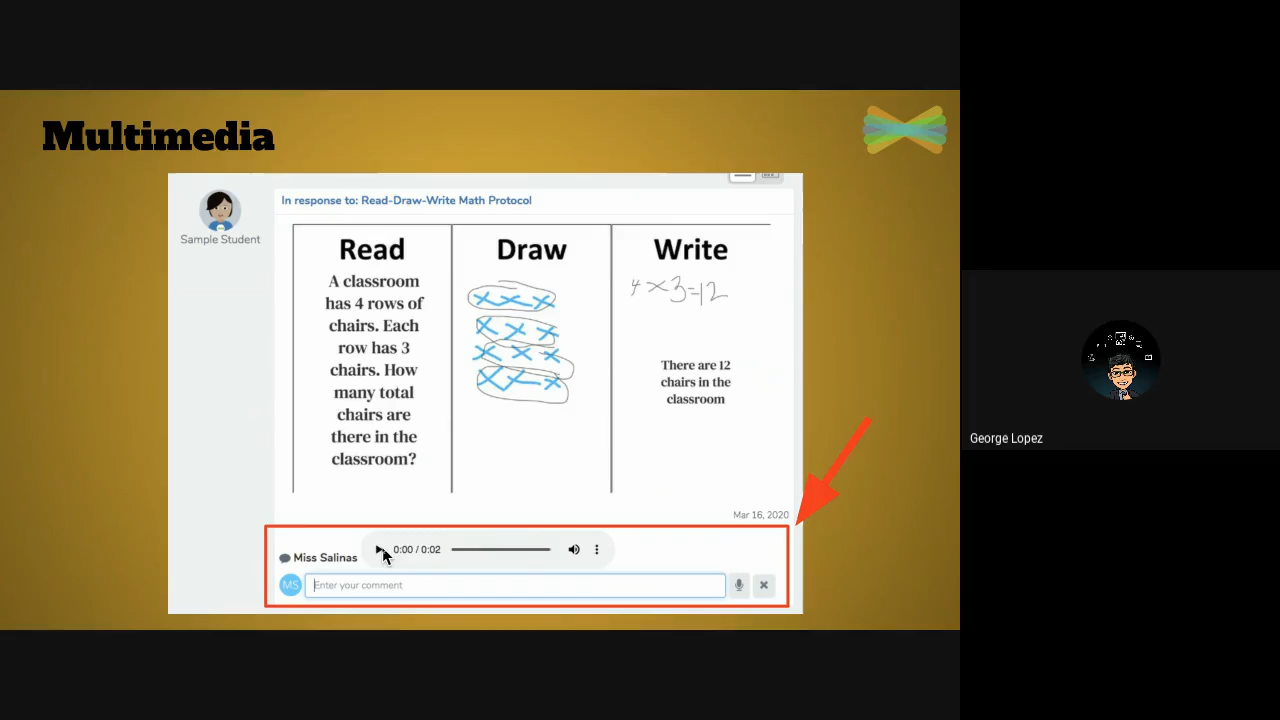 Multimedia
Sample Student
In response to: Read-Draw-Write Math Protocol
Read
A classroom
has 4 rows of
chairs. Each
row has 3
chairs. How
many total
chairs are
there in the
classroom?
Draw
Write
4×3=12
There are 12
chairs in the
classroom
Mar 16, 2020
Miss Salinas
0:00 / 0:02
MS
Enter your comment
George Lopez